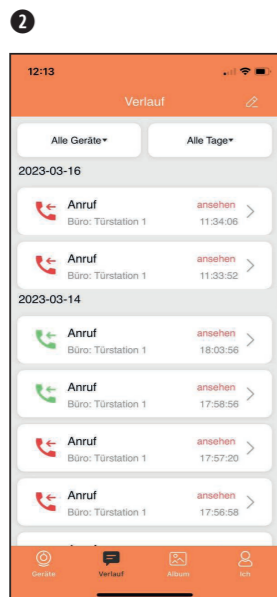 2
12:13
Verlauf
Alle Geräte▾ Alle Tage▾
2023-03-16
Anruf ansehen
Büro: Türstation 1 11:34:06
Anruf ansehen
Büro: Türstation 1 11:33:52
2023-03-14
Anruf ansehen
Büro: Türstation 1 18:03:56
Anruf ansehen
Büro: Türstation 1 17:58:56
Anruf ansehen
Büro: Türstation 1 17:57:20
Anruf ansehen
Büro: Türstation 1 17:56:58
Geräte Verlauf Album Ich